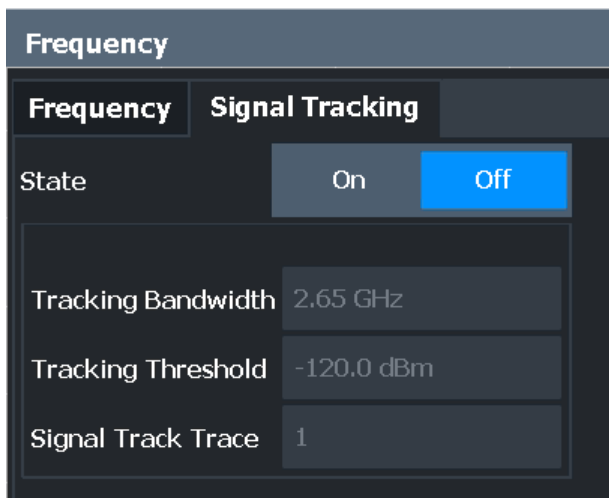 Frequency
Frequency Signal Tracking
State On Off
Tracking Bandwidth 2.65 GHz
Tracking Threshold -120.0 dBm
Signal Track Trace 1